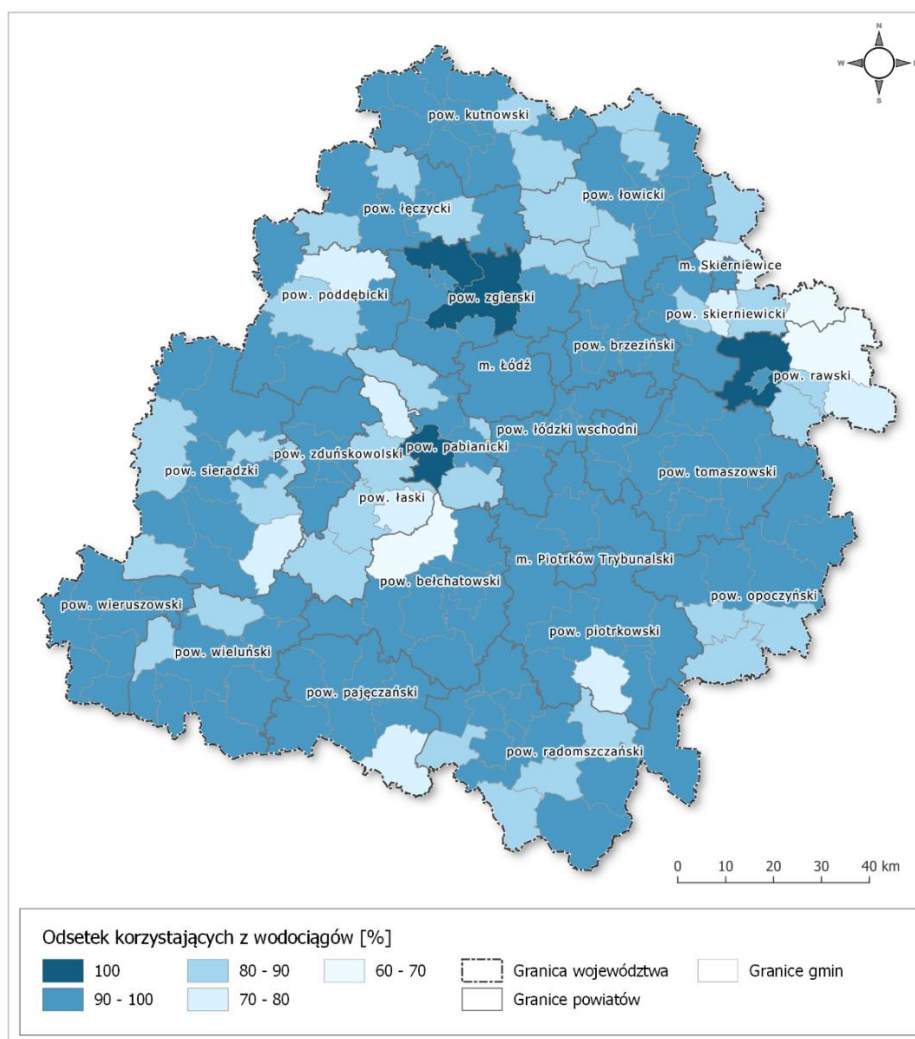 N
W
S
pow. kutnowski
pow. łęczycki
pow. łowicki
m. Skierniewice
pow. poddębicki
pow. zgierski
pow. skierniewicki
pow. brzeziński
m. Łódź
pow. rawski
pow. łódzki wschodni
pow. pabianicki
pow. zduńskowolski
pow. sieradzki
pow. tomaszowski
pow. łaski
m. Piotrków Trybunalski
pow. bełchatowski
pow. opoczyński
pow. wieruszowski
pow. piotrkowski
pow. wieluński
pow. pajęczański
pow. radomszczański
0 10 20 30 40 km
Odsetek korzystających z wodociągów [%]
100 80 - 90 60 - 70 Granica województwa Granice gmin
90 - 100 70 - 80 Granice powiatów